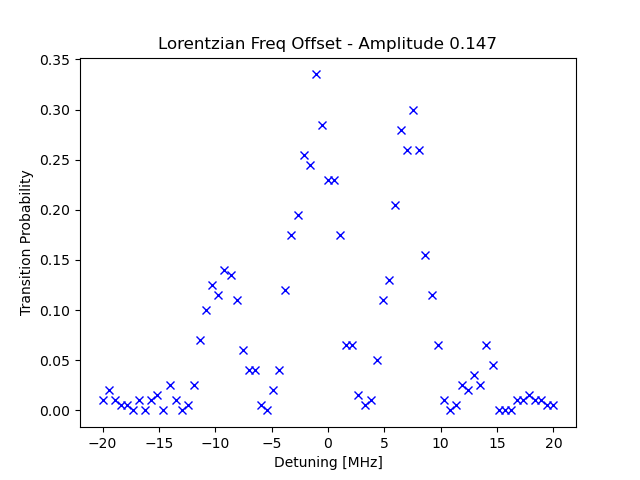 Lorentzian Freq Offset - Amplitude 0.147
Transition Probability
0.35
0.30
0.25
0.20
0.15
0.10
0.05
0.00
−20 −15 −10 −5 0 5 10 15 20
Detuning [MHz]